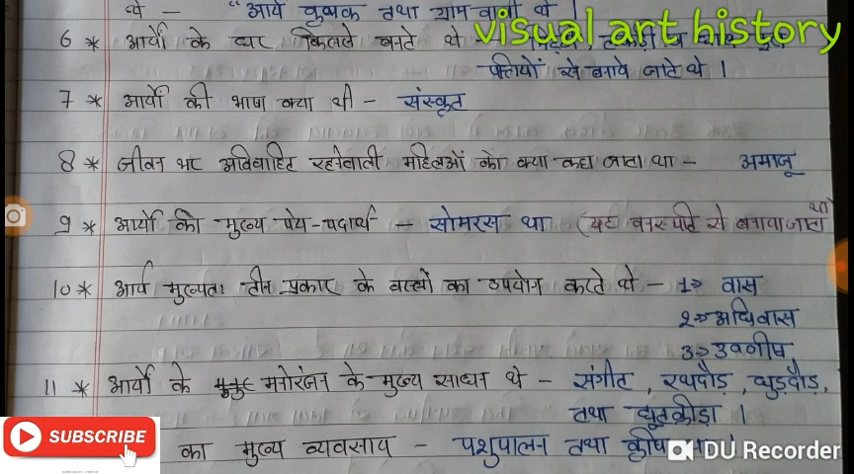 थे - "आर्य कृषक तथा ग्राम वासी थे |
visual art history
6 * आर्यों के घर किससे बनते थे
पत्तियों से बनाये जाते थे |
7 * आर्यों की भाषा क्या थी - संस्कृत
8 * जीवन भर अविवाहित रहनेवाली महिलओं को क्या कहा जाता था - अमाजू
9 * आर्यों की मुख्य पेय-पदार्थ - सोमरस था (यह वनस्पति से बनाया जाता था
10 * आर्य मुख्यतः तीन प्रकार के वस्त्रों का उपयोग करते थे - 1⇒ वास
2⇒ अधिवास
3⇒ उष्णीष
11 * आर्यों के मनोरंजन के मुख्य साधन थे - संगीत, रथदौड़, घुड़दौड़,
तथा द्यूतक्रीडा |
SUBSCRIBE
का मुख्य व्यवसाय - पशुपालन तथा
DU Recorder